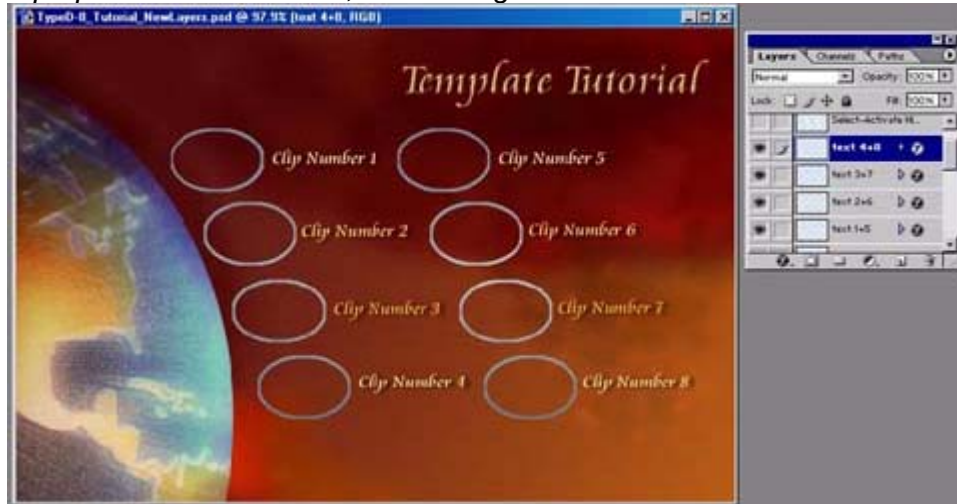 TypeD-8_Tutorial_NewLayers.psd @ 97.9% (text 4+8, RGB)
Template Tutorial
Clip Number 1
Clip Number 5
Clip Number 2
Clip Number 6
Clip Number 3
Clip Number 7
Clip Number 4
Clip Number 8
Layers Channels Paths
Normal Opacity: 100%
Lock: Fill: 100%
Select-Activate
text 4+8
text 3+7
text 2+6
text 1+5